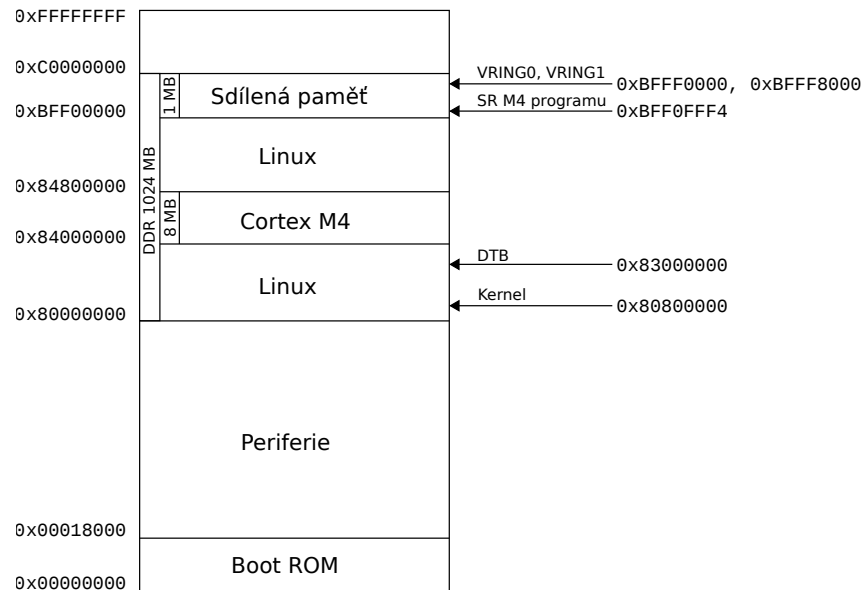 0xFFFFFFFF
0xC0000000
VRING0, VRING1
0xBFFF0000, 0xBFFF8000
1 MB
Sdílená paměť
SR M4 programu
0xBFF0FFF4
0xBFF00000
Linux
DDR 1024 MB
0x84800000
8 MB
Cortex M4
0x84000000
DTB
0x83000000
Linux
Kernel
0x80800000
0x80000000
Periferie
0x00018000
Boot ROM
0x00000000